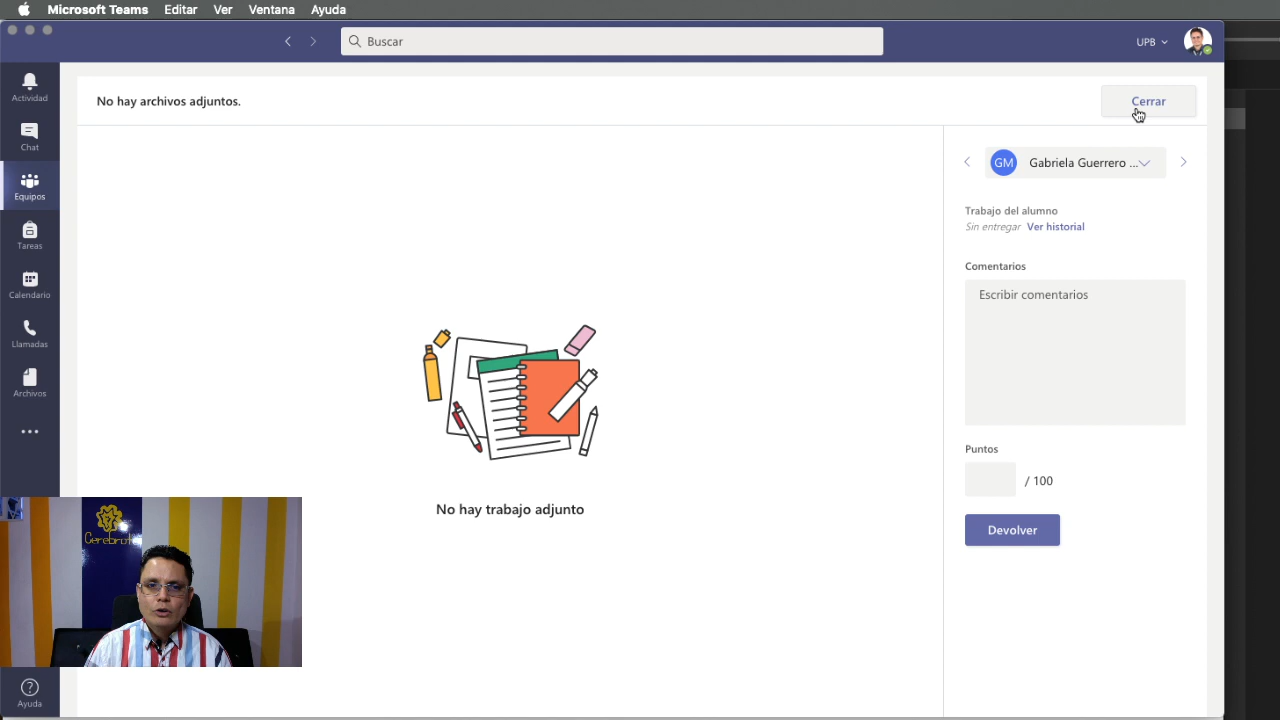 Microsoft Teams Editar Ver Ventana Ayuda
Buscar
UPB
Actividad
Chat
Equipos
Tareas
Calendario
Llamadas
Archivos
Ayuda
No hay archivos adjuntos.
Cerrar
No hay trabajo adjunto
GM Gabriela Guerrero ...
Trabajo del alumno
Sin entregar Ver historial
Comentarios
Escribir comentarios
Puntos
/ 100
Devolver
Cerebrok